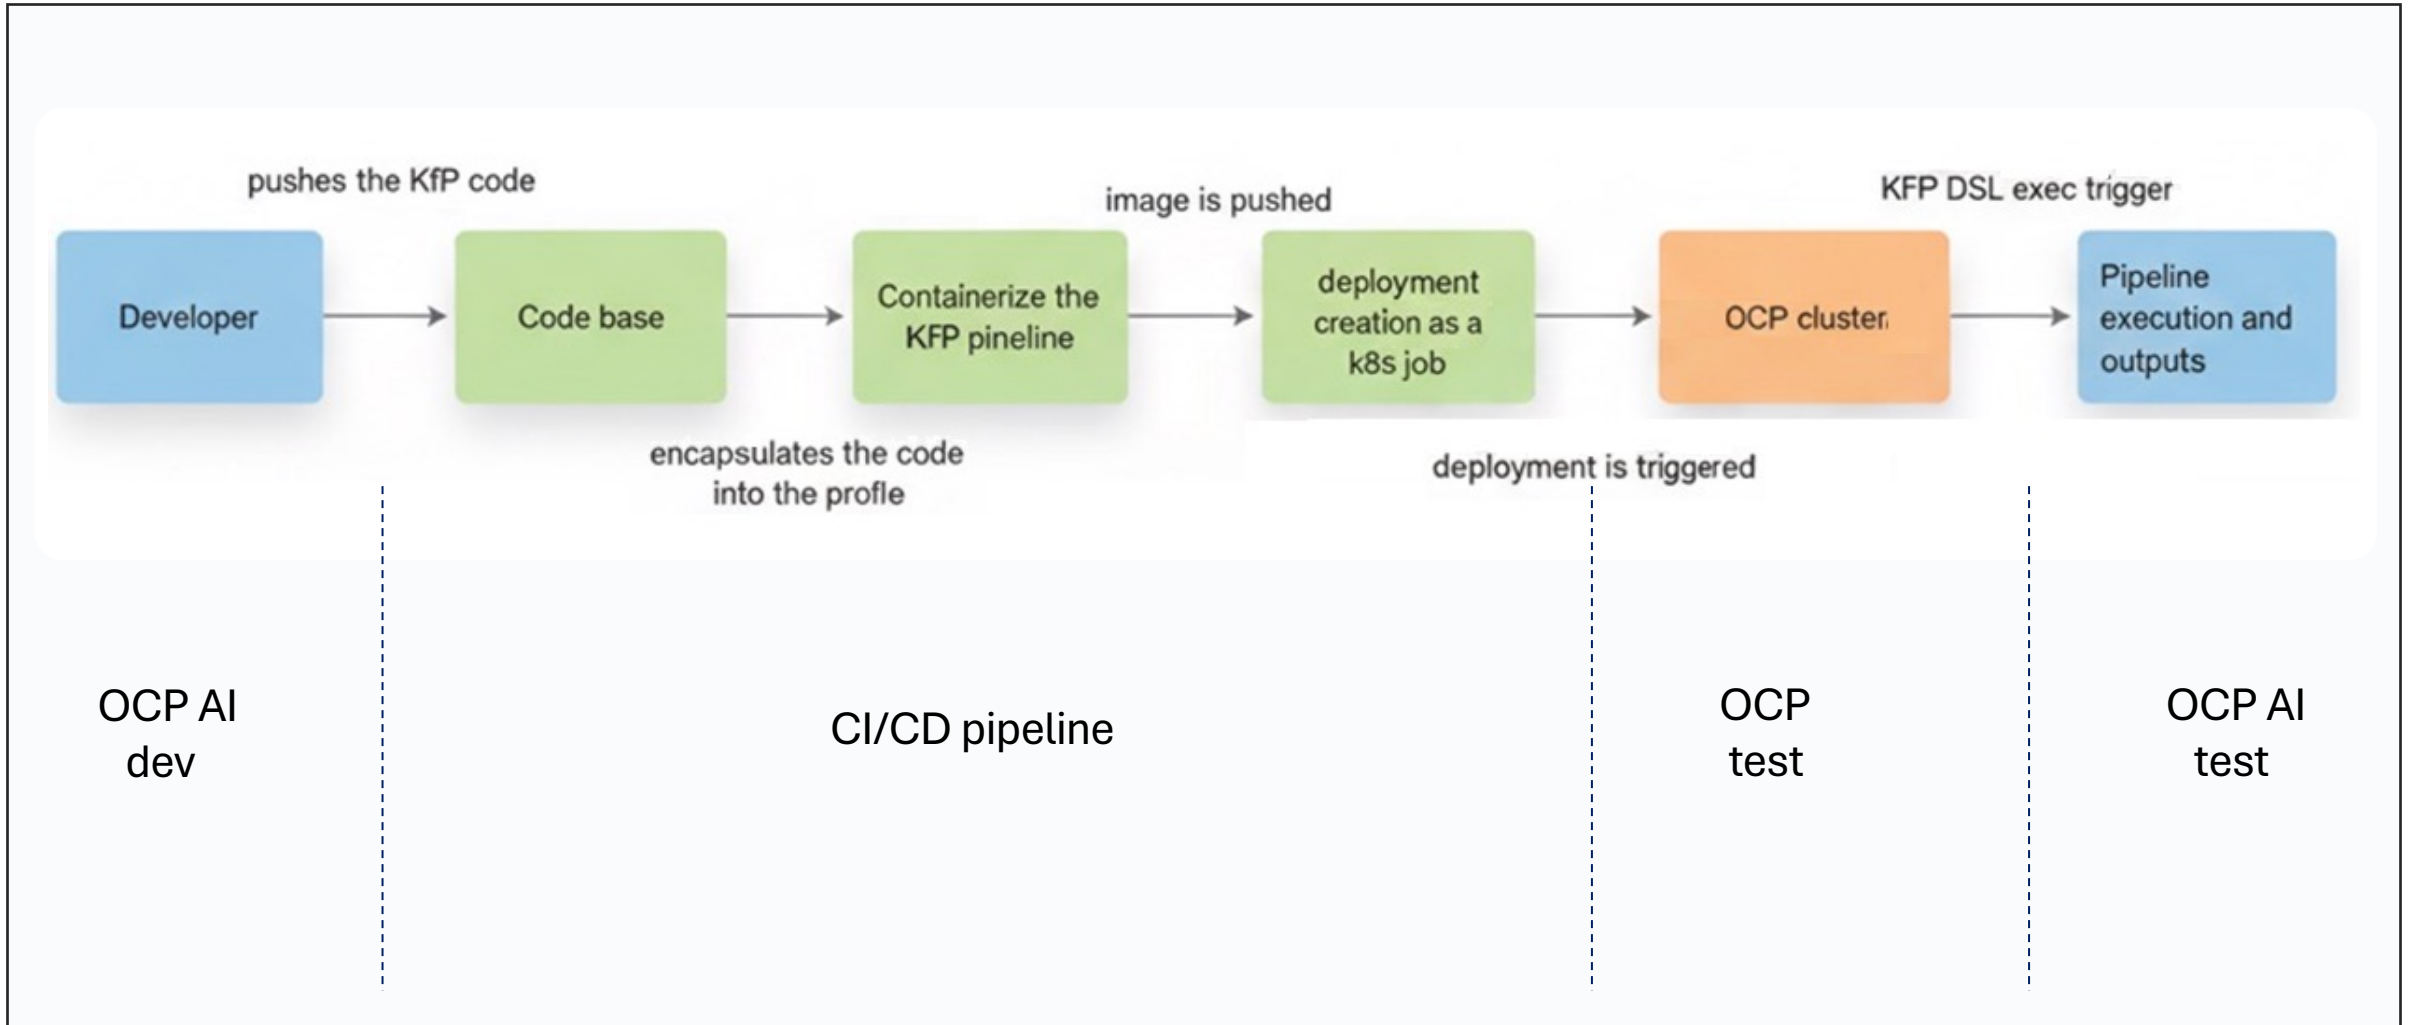 pushes the KfP code
image is pushed
KFP DSL exec trigger
Developer
Code base
Containerize the
KFP pineline
deployment
creation as a
k8s job
OCP cluster
Pipeline
execution and
outputs
encapsulates the code
into the profle
deployment is triggered
OCP AI
dev
CI/CD pipeline
OCP
test
OCP AI
test